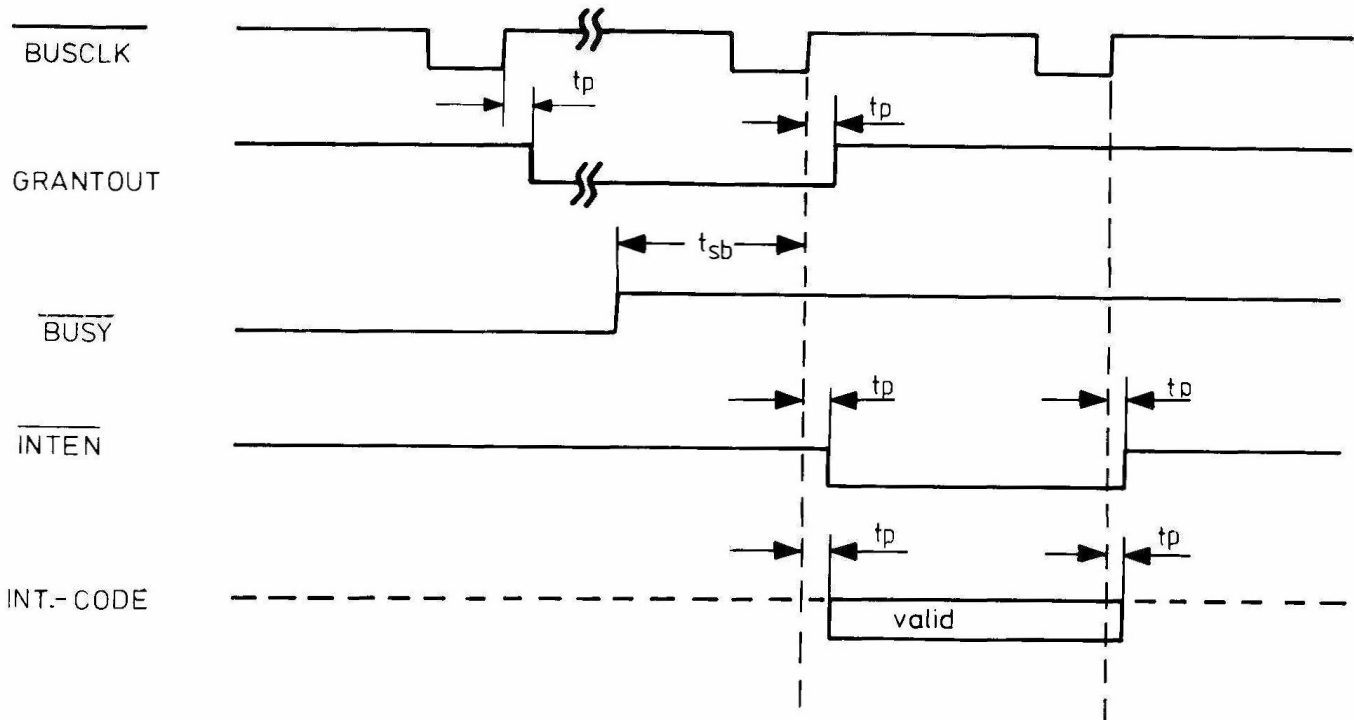 BUSCLK
tp
tp
GRANTOUT
tsb
BUSY
tp
tp
INTEN
tp
tp
INT.-CODE
valid